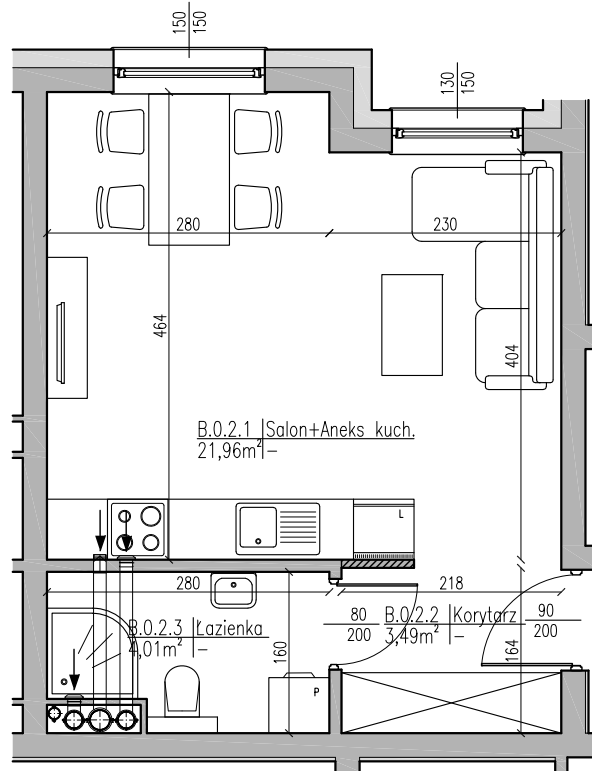 150
150
130
150
280
230
464
404
B.0.2.1 Salon+Aneks kuch.
21,96m² –
L
280
218
80
200
B.0.2.2 Korytarz
3,49m² –
90
200
B.0.2.3 Łazienka
4,01m² –
160
164
P